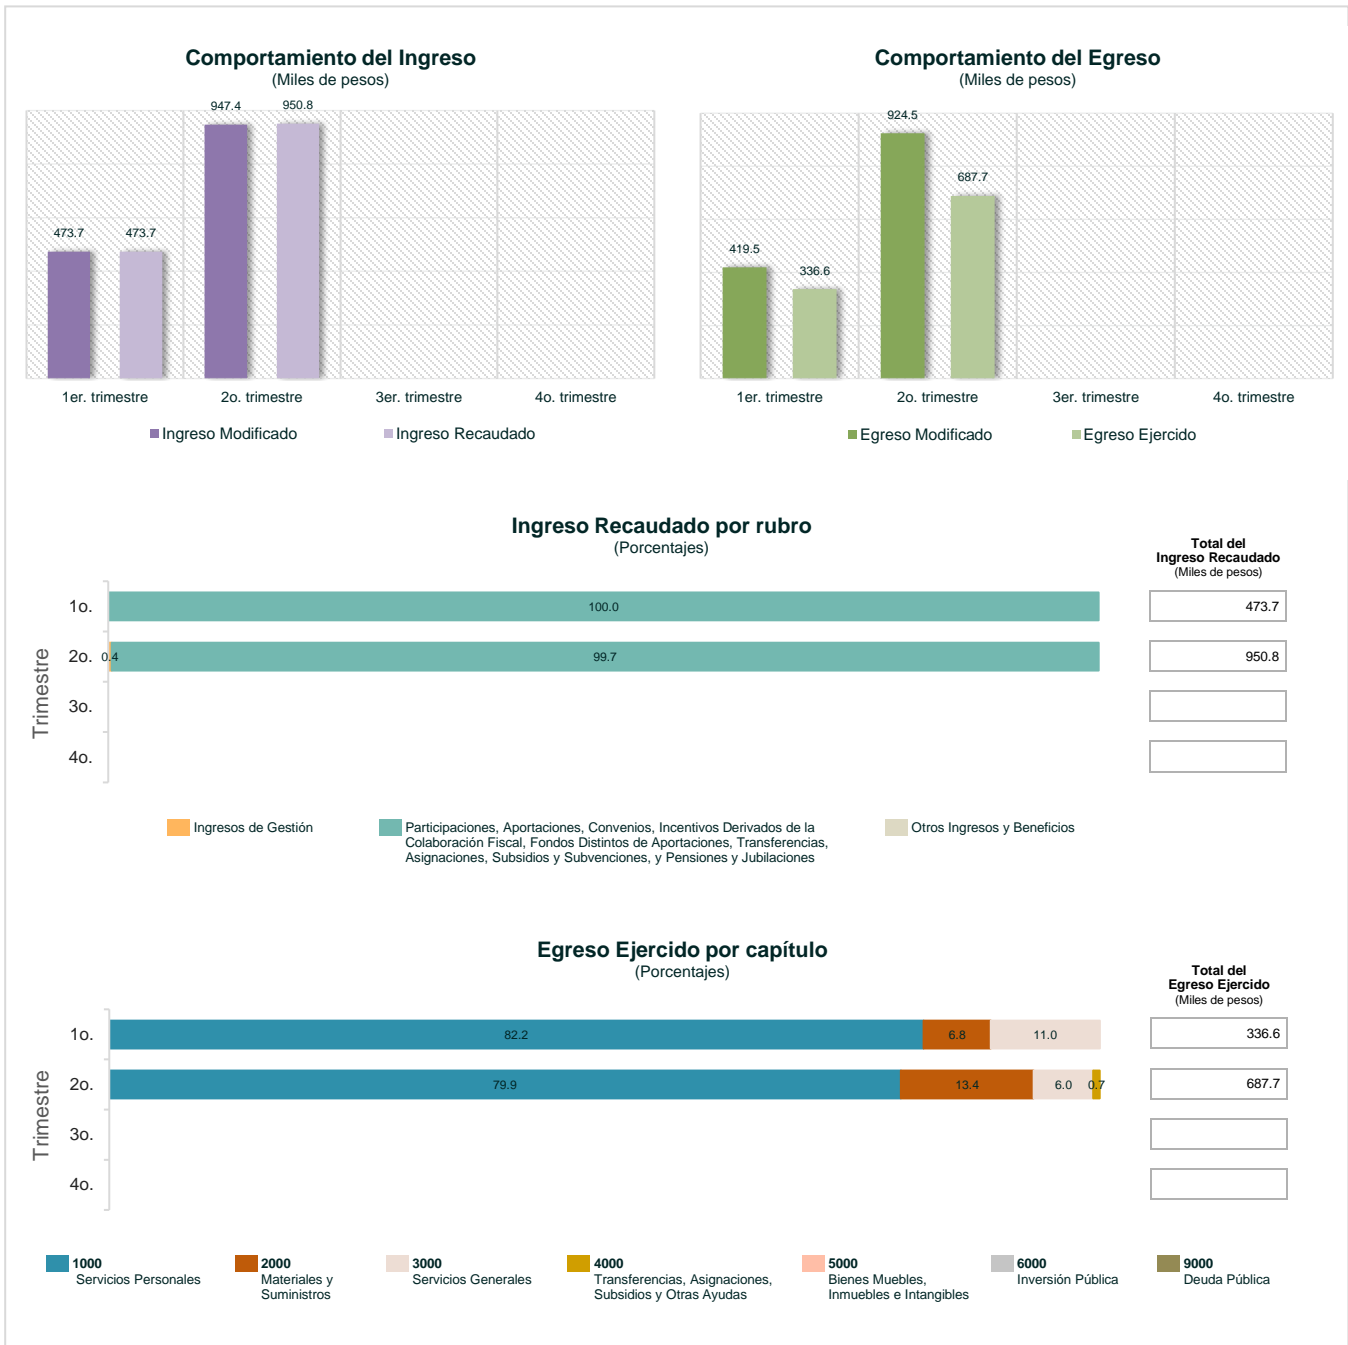 Comportamiento del Ingreso
(Miles de pesos)
947.4
950.8
473.7
473.7
1er. trimestre
2o. trimestre
3er. trimestre
4o. trimestre
Ingreso Modificado
Ingreso Recaudado
Comportamiento del Egreso
(Miles de pesos)
924.5
687.7
419.5
336.6
1er. trimestre
2o. trimestre
3er. trimestre
4o. trimestre
Egreso Modificado
Egreso Ejercido
Ingreso Recaudado por rubro
(Porcentajes)
Total del
Ingreso Recaudado
(Miles de pesos)
Trimestre
1o.
100.0
473.7
2o.
0.4
99.7
950.8
3o.
4o.
Ingresos de Gestión
Participaciones, Aportaciones, Convenios, Incentivos Derivados de la
Colaboración Fiscal, Fondos Distintos de Aportaciones, Transferencias,
Asignaciones, Subsidios y Subvenciones, y Pensiones y Jubilaciones
Otros Ingresos y Beneficios
Egreso Ejercido por capítulo
(Porcentajes)
Total del
Egreso Ejercido
(Miles de pesos)
Trimestre
1o.
82.2
6.8
11.0
336.6
2o.
79.9
13.4
6.0
0.7
687.7
3o.
4o.
1000
Servicios Personales
2000
Materiales y
Suministros
3000
Servicios Generales
4000
Transferencias, Asignaciones,
Subsidios y Otras Ayudas
5000
Bienes Muebles,
Inmuebles e Intangibles
6000
Inversión Pública
9000
Deuda Pública